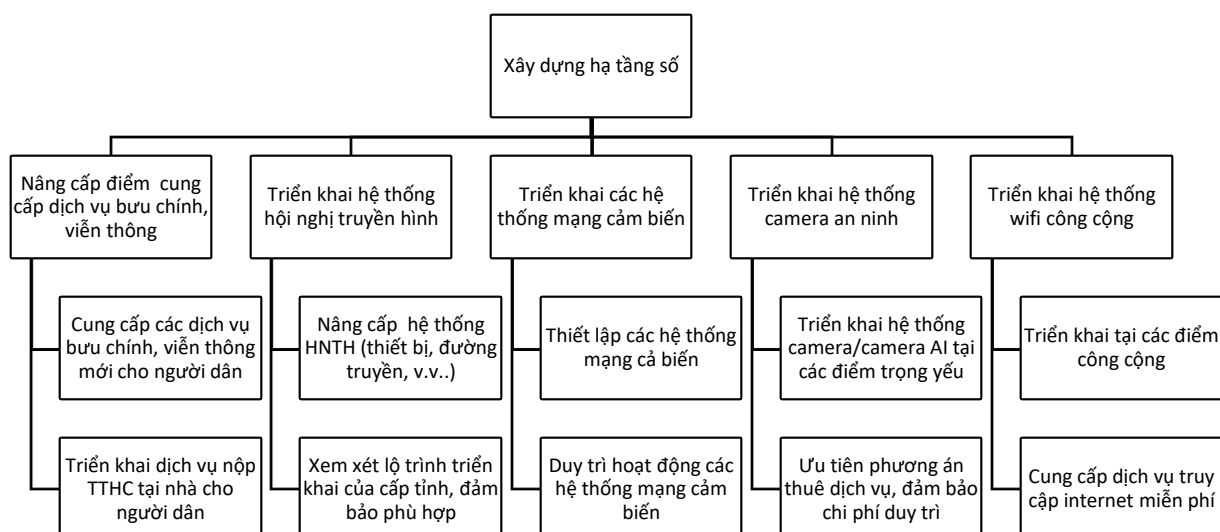 Xây dựng hạ tầng số
Nâng cấp điểm cung
cấp dịch vụ bưu chính,
viễn thông
Triển khai hệ thống
hội nghị truyền hình
Triển khai các hệ
thống mạng cảm biến
Triển khai hệ thống
camera an ninh
Triển khai hệ thống
wifi công cộng
Cung cấp các dịch vụ
bưu chính, viễn thông
mới cho người dân
Nâng cấp hệ thống
HNTH (thiết bị, đường
truyền, v.v..)
Thiết lập các hệ thống
mạng cả biến
Triển khai hệ thống
camera/camera AI tại
các điểm trọng yếu
Triển khai tại các điểm
công cộng
Triển khai dịch vụ nộp
TTHC tại nhà cho
người dân
Xem xét lộ trình triển
khai của cấp tỉnh, đảm
bảo phù hợp
Duy trì hoạt động các
hệ thống mạng cảm
biến
Ưu tiên phương án
thuê dịch vụ, đảm bảo
chi phí duy trì
Cung cấp dịch vụ truy
cập internet miễn phí